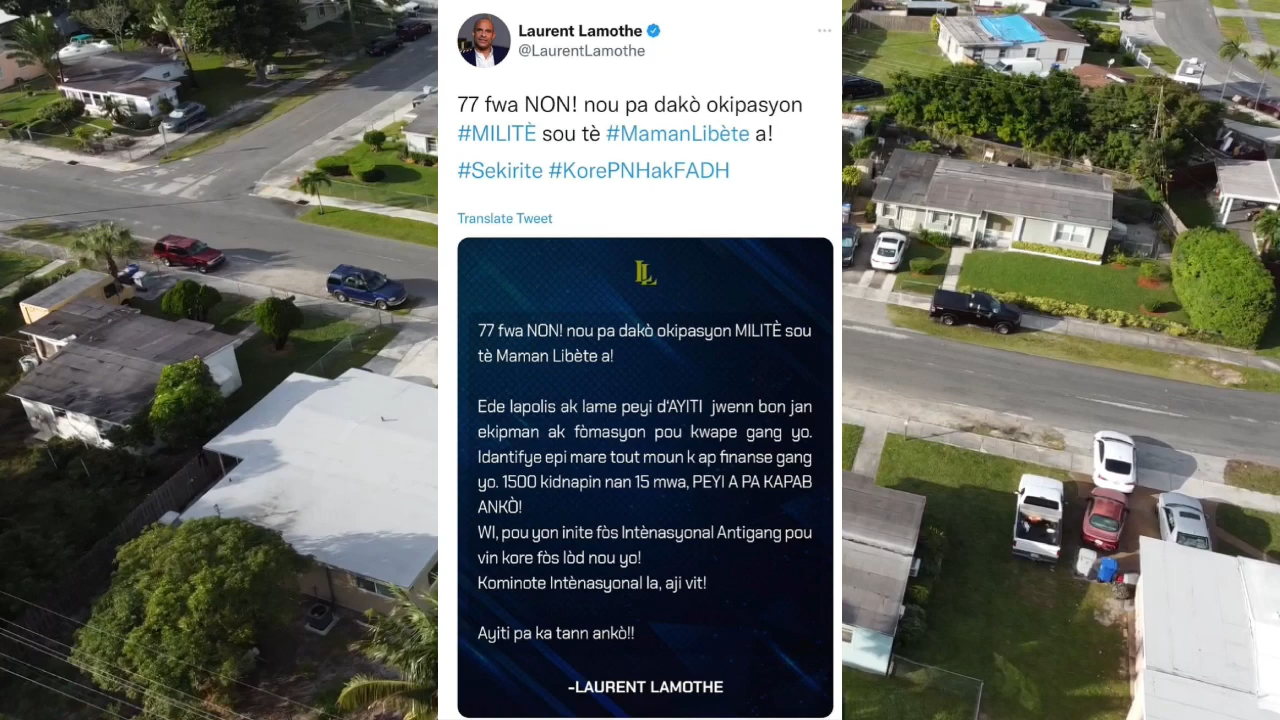 Laurent Lamothe
@LaurentLamothe
77 fwa NON! nou pa dakò okipasyon
#MILITÈ sou tè #MamanLibète a!
#Sekirite #KorePNHakFADH
Translate Tweet
LL
77 fwa NON! nou pa dakò okipasyon MILITÈ sou
tè Maman Libète a!
Ede lapolis ak lame peyi d'AYITI jwenn bon jan
ekipman ak fòmasyon pou kwape gang yo.
Idantifye epi mare tout moun k ap finanse gang
yo. 1500 kidnapin nan 15 mwa, PEYI A PA KAPAB
ANKÒ!
WI, pou yon inite fòs Intènasyonal Antigang pou
vin kore fòs lòd nou yo!
Kominote Intènasyonal la, aji vit!
Ayiti pa ka tann ankò!!
-LAURENT LAMOTHE